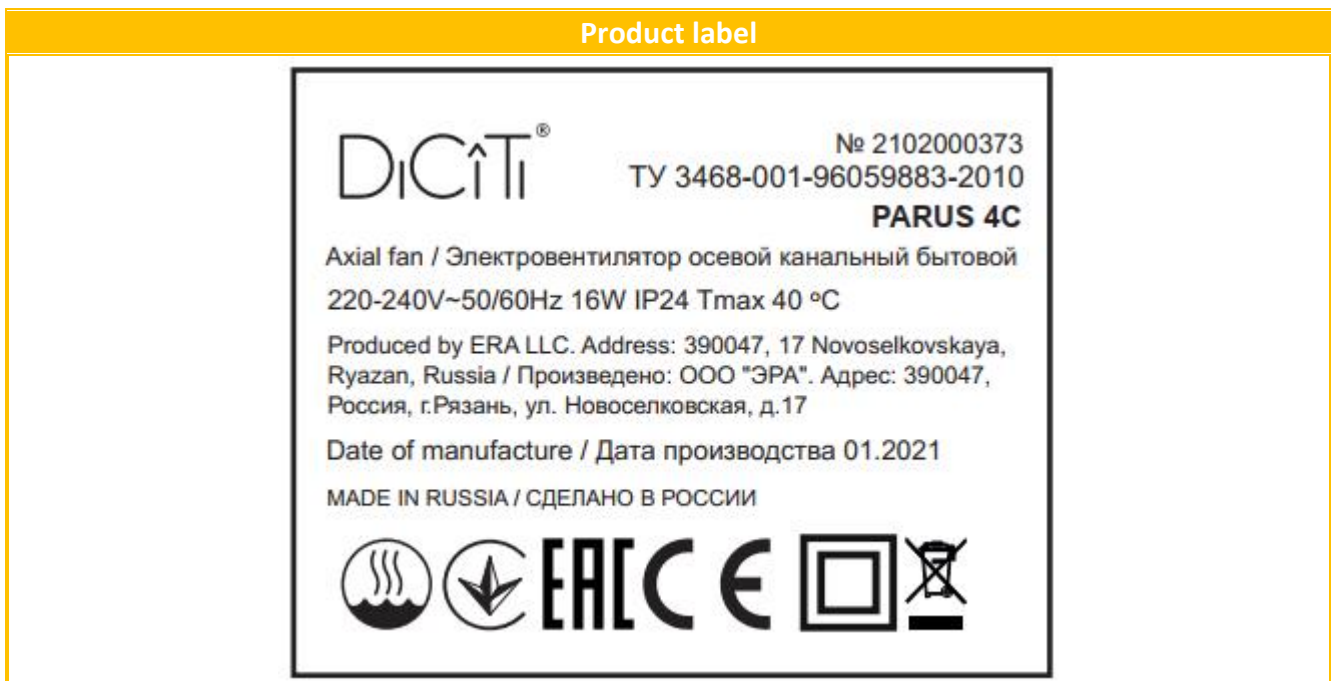 Product label
DiCîTi®
№ 2102000373
ТУ 3468-001-96059883-2010
PARUS 4C
Axial fan / Электровентилятор осевой канальный бытовой
220-240V~50/60Hz 16W IP24 Tmax 40 ºC
Produced by ERA LLC. Address: 390047, 17 Novoselkovskaya,
Ryazan, Russia / Произведено: ООО "ЭРА". Адрес: 390047,
Россия, г.Рязань, ул. Новоселковская, д.17
Date of manufacture / Дата производства 01.2021
MADE IN RUSSIA / СДЕЛАНО В РОССИИ
EAC CE